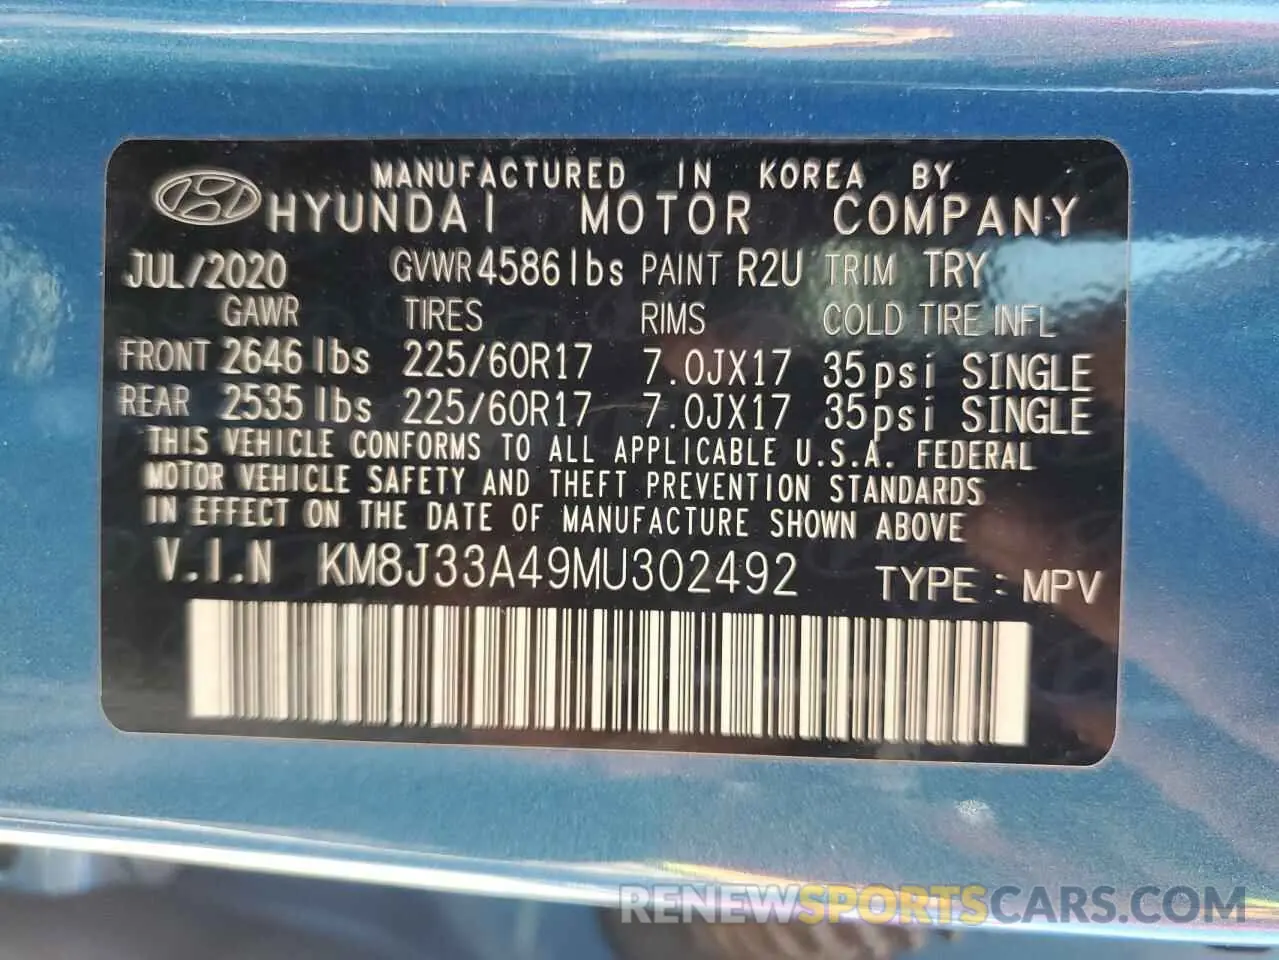 MANUFACTURED IN KOREA BY
HYUNDAI MOTOR COMPANY
JUL/2020 GVWR 4586 lbs PAINT R2U TRIM TRY
GAWR TIRES RIMS COLD TIRE INFL
FRONT 2646 lbs 225/60R17 7.0JX17 35psi SINGLE
REAR 2535 lbs 225/60R17 7.0JX17 35psi SINGLE
THIS VEHICLE CONFORMS TO ALL APPLICABLE U.S.A. FEDERAL
MOTOR VEHICLE SAFETY AND THEFT PREVENTION STANDARDS
IN EFFECT ON THE DATE OF MANUFACTURE SHOWN ABOVE
V.I.N KM8J33A49MU302492 TYPE : MPV
RENEWSPORTSCARS.COM